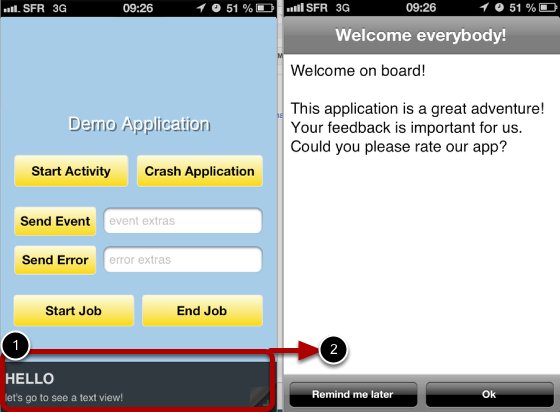 SFR 3G 09:26 51 %
Demo Application
Start Activity Crash Application
Send Event event extras
Send Error error extras
Start Job End Job
1
HELLO
let's go to see a text view!
2
SFR 3G 09:26 51 %
Welcome everybody!
Welcome on board!
This application is a great adventure!
Your feedback is important for us.
Could you please rate our app?
Remind me later Ok